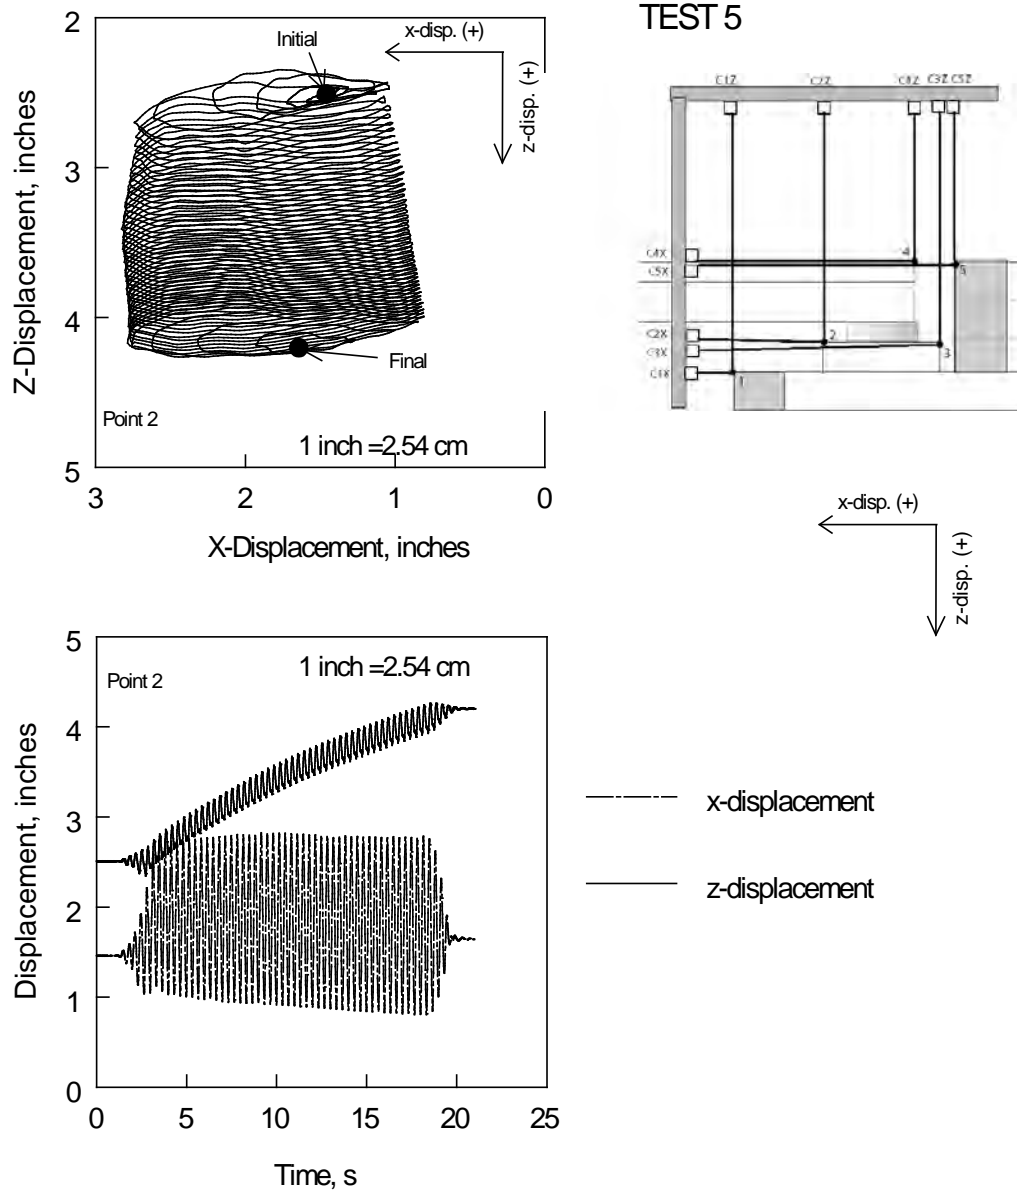 TEST 5
2
Initial
x-disp. (+)
z-disp. (+)
3
Z-Displacement, inches
4
Final
Point 2
1 inch =2.54 cm
5
3 2 1 0
X-Displacement, inches
C1Z C2Z C4Z C3Z C5Z
C4X
C5X
4
5
C2X
2
C3X
3
C1X
1
x-disp. (+)
z-disp. (+)
5
Point 2
1 inch =2.54 cm
4
3
Displacement, inches
2
1
0
0 5 10 15 20 25
Time, s
x-displacement
z-displacement